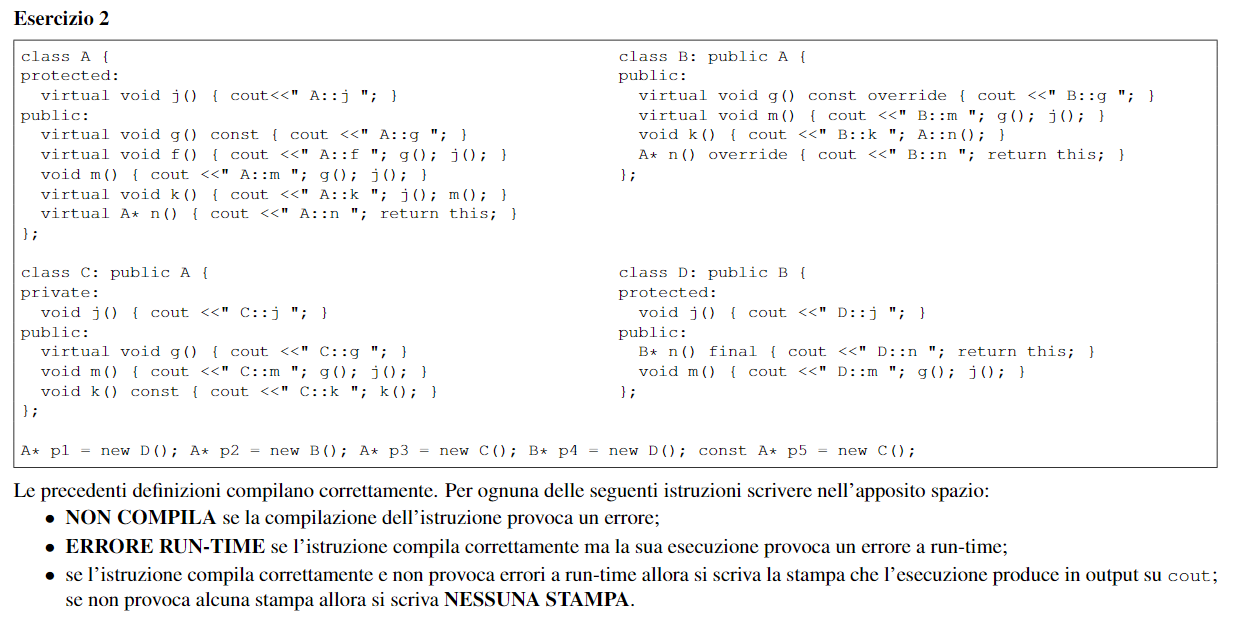 Esercizio 2
class A {
protected:
  virtual void j() { cout<<" A::j "; }
public:
  virtual void g() const { cout <<" A::g "; }
  virtual void f() { cout <<" A::f "; g(); j(); }
  void m() { cout <<" A::m "; g(); j(); }
  virtual void k() { cout <<" A::k "; j(); m(); }
  virtual A* n() { cout <<" A::n "; return this; }
};
class B: public A {
public:
  virtual void g() const override { cout <<" B::g "; }
  virtual void m() { cout <<" B::m "; g(); j(); }
  void k() { cout <<" B::k "; A::n(); }
  A* n() override { cout <<" B::n "; return this; }
};
class C: public A {
private:
  void j() { cout <<" C::j "; }
public:
  virtual void g() { cout <<" C::g "; }
  void m() { cout <<" C::m "; g(); j(); }
  void k() const { cout <<" C::k "; k(); }
};
class D: public B {
protected:
  void j() { cout <<" D::j "; }
public:
  B* n() final { cout <<" D::n "; return this; }
  void m() { cout <<" D::m "; g(); j(); }
};
A* p1 = new D(); A* p2 = new B(); A* p3 = new C(); B* p4 = new D(); const A* p5 = new C();
Le precedenti definizioni compilano correttamente. Per ognuna delle seguenti istruzioni scrivere nell'apposito spazio:
• NON COMPILA se la compilazione dell'istruzione provoca un errore;
• ERRORE RUN-TIME se l'istruzione compila correttamente ma la sua esecuzione provoca un errore a run-time;
• se l'istruzione compila correttamente e non provoca errori a run-time allora si scriva la stampa che l'esecuzione produce in output su cout;
se non provoca alcuna stampa allora si scriva NESSUNA STAMPA.